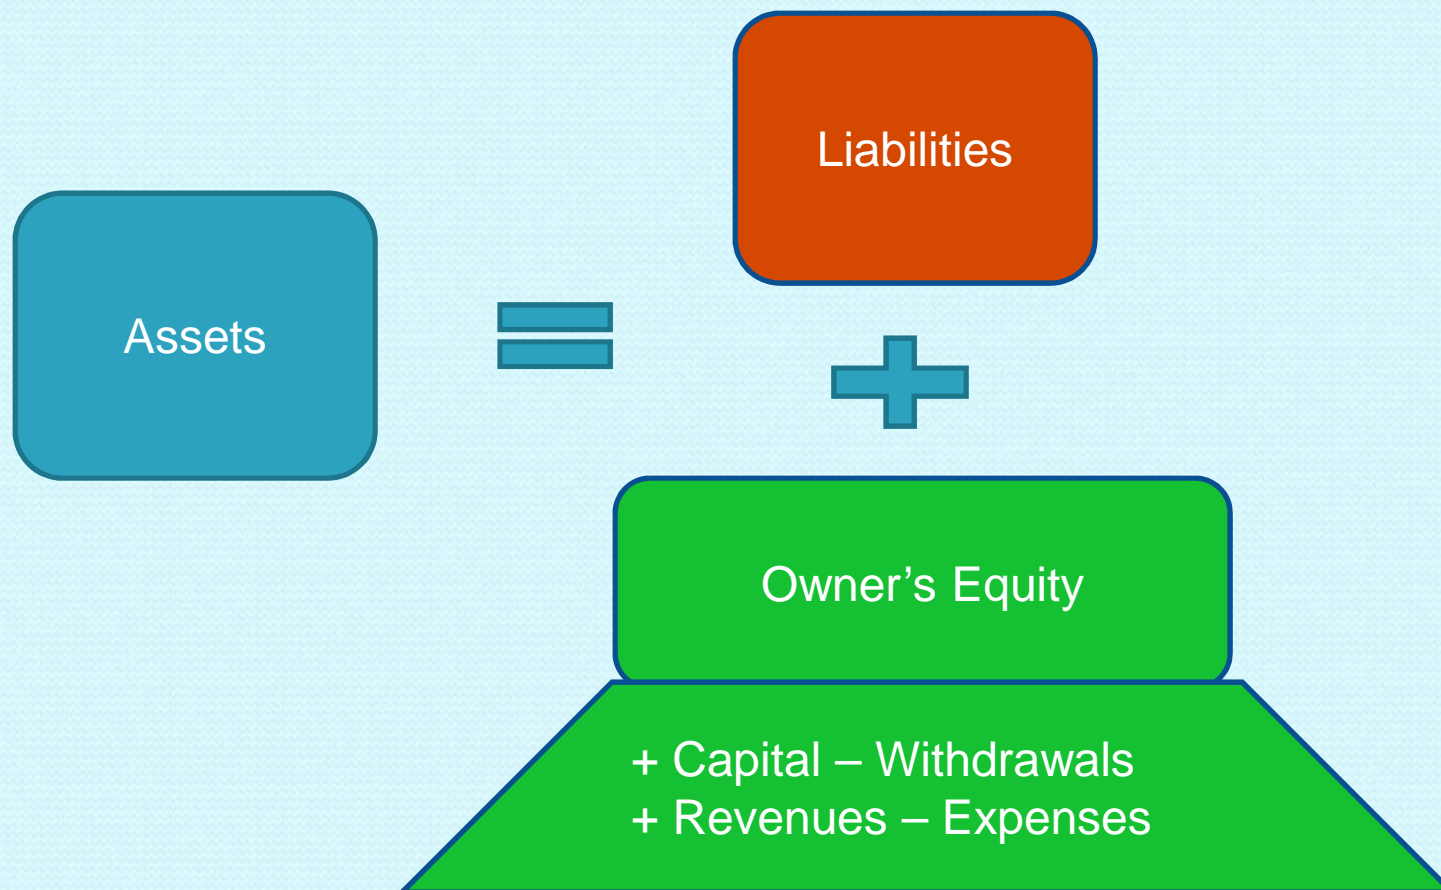 Liabilities
Assets
Owner’s Equity
+ Capital – Withdrawals
+ Revenues – Expenses